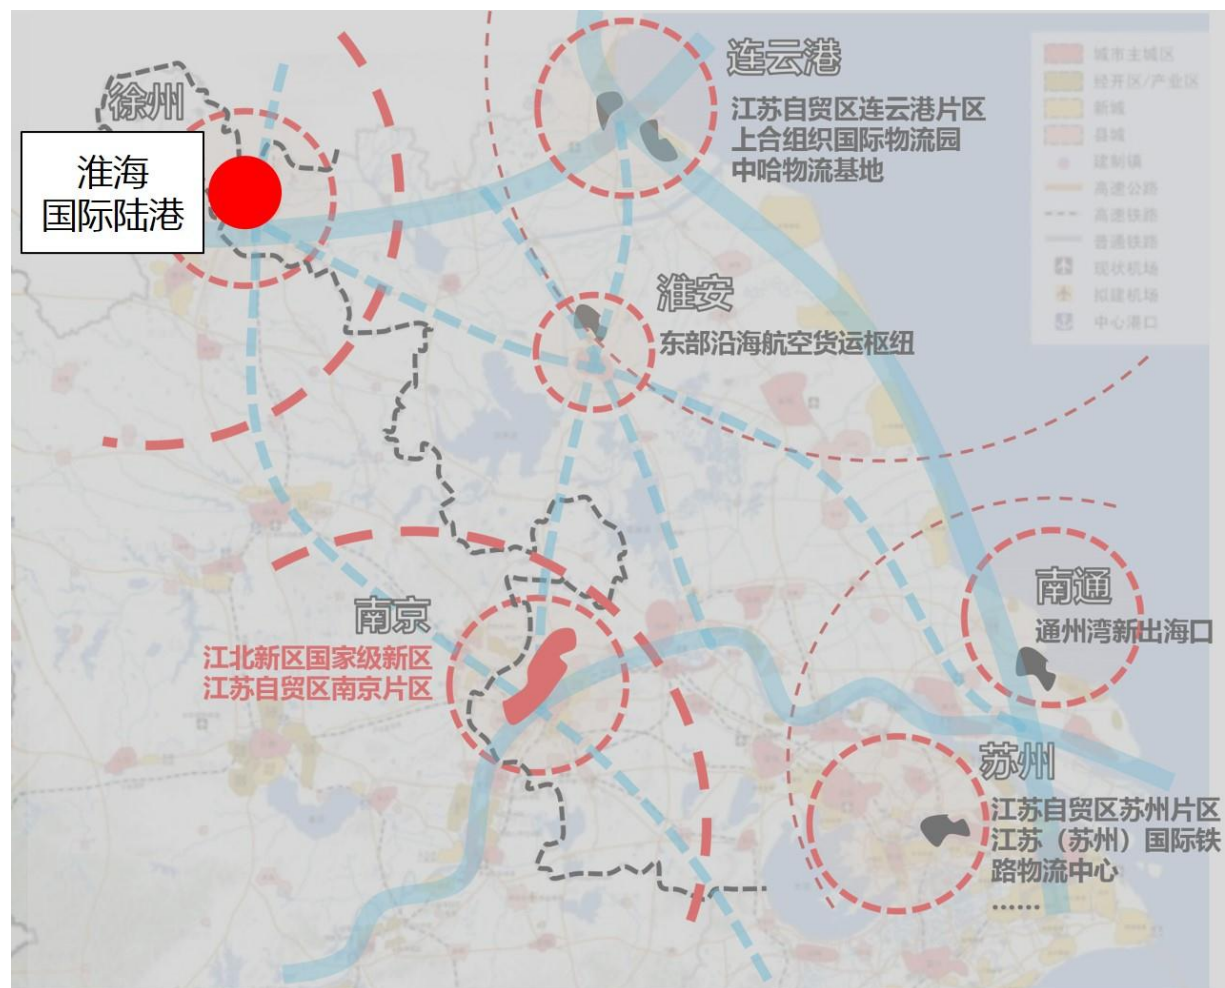 徐州
淮海
国际陆港
连云港
江苏自贸区连云港片区
上合组织国际物流园
中哈物流基地
城市主城区
经开区/产业区
新城
县城
建制镇
高速公路
高速铁路
普通铁路
现状机场
拟建机场
中心港口
淮安
东部沿海航空货运枢纽
南京
江北新区国家级新区
江苏自贸区南京片区
南通
通州湾新出海口
苏州
江苏自贸区苏州片区
江苏（苏州）国际铁
路物流中心
……